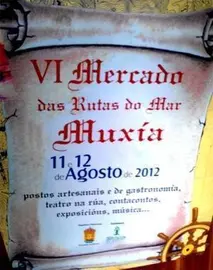 VI Mercado
das Rutas do Mar
Muxía
11 e 12
de Agosto de 2012
postos artesanais e de gastronomía,
teatro na rúa, contacontos,
exposicións, música...